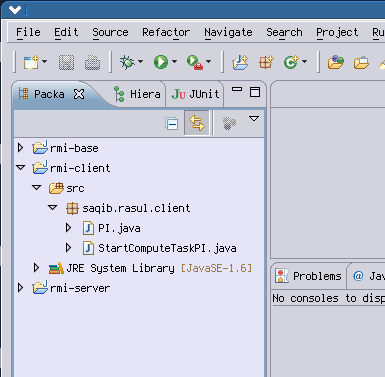 File Edit Source Refactor Navigate Search Project
Packa Hiera JUnit
rmi-base
rmi-client
src
saqib.rasul.client
PI.java
StartComputeTaskPI.java
JRE System Library [JavaSE-1.6]
rmi-server
Problems @ Jav
No consoles to disp